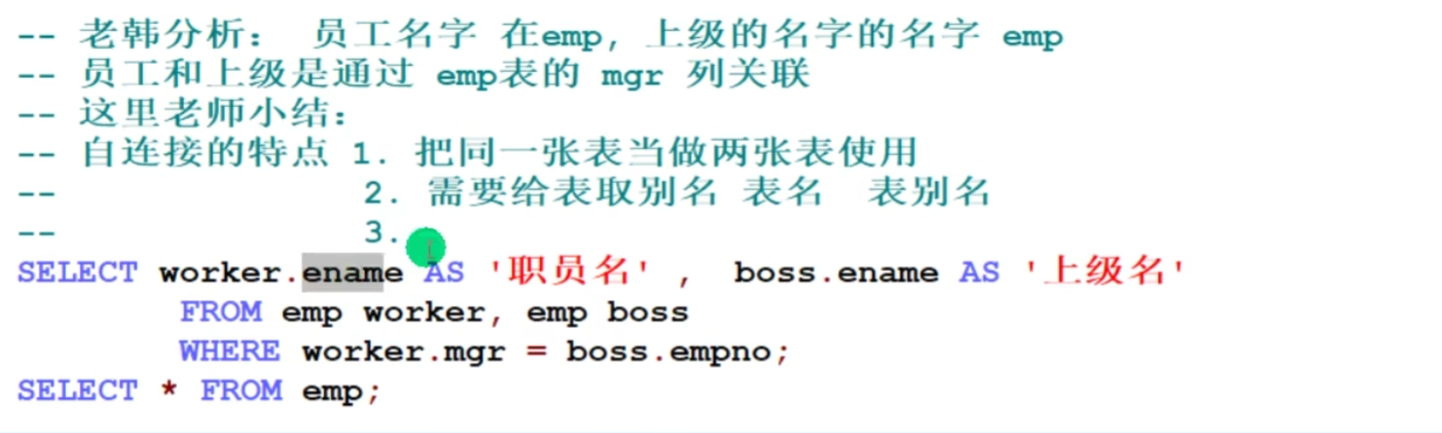 -- 老韩分析： 员工名字 在emp, 上级的名字的名字 emp
-- 员工和上级是通过 emp表的 mgr 列关联
-- 这里老师小结：
-- 自连接的特点 1. 把同一张表当做两张表使用
-- 2. 需要给表取别名 表名 表别名
-- 3.
SELECT worker.ename AS '职员名' , boss.ename AS '上级名'
FROM emp worker, emp boss
WHERE worker.mgr = boss.empno;
SELECT * FROM emp;